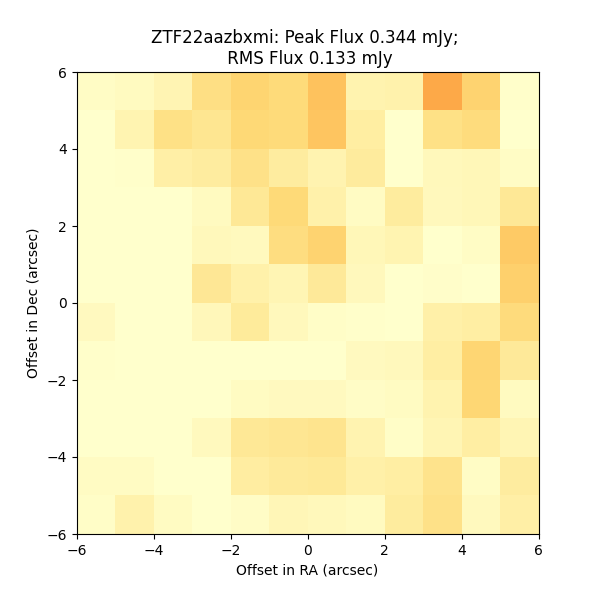 ZTF22aazbxmi: Peak Flux 0.344 mJy;
RMS Flux 0.133 mJy
6
4
2
0
−2
−4
−6
Offset in Dec (arcsec)
−6 −4 −2 0 2 4 6
Offset in RA (arcsec)